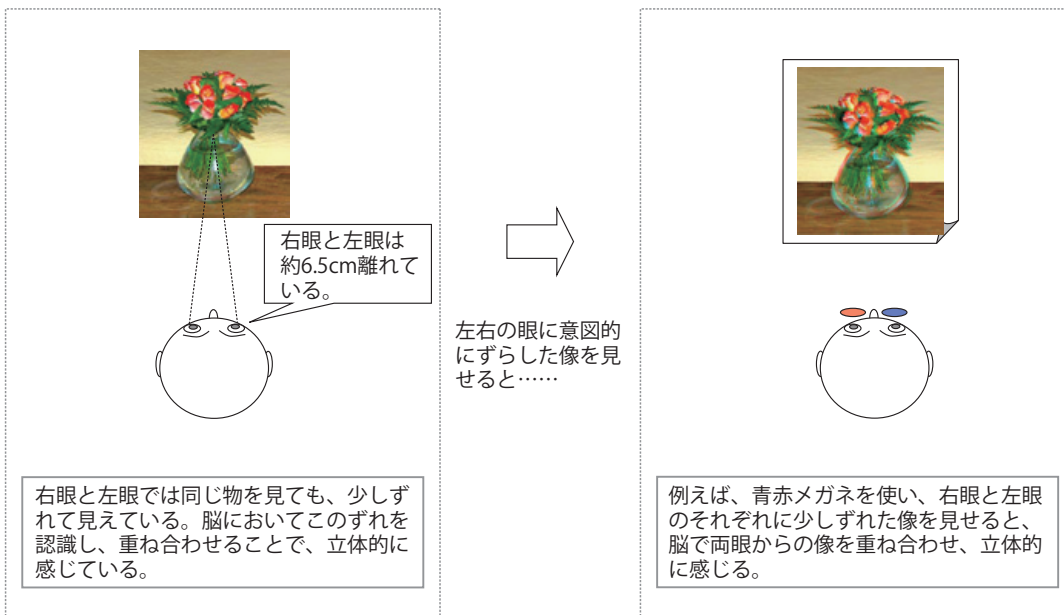 右眼と左眼は
約6.5cm離れて
いる。
左右の眼に意図的
にずらした像を見
せると……
右眼と左眼では同じ物を見ても、少しず
れて見えている。脳においてこのずれを
認識し、重ね合わせることで、立体的に
感じている。
例えば、青赤メガネを使い、右眼と左眼
のそれぞれに少しずれた像を見せると、
脳で両眼からの像を重ね合わせ、立体的
に感じる。